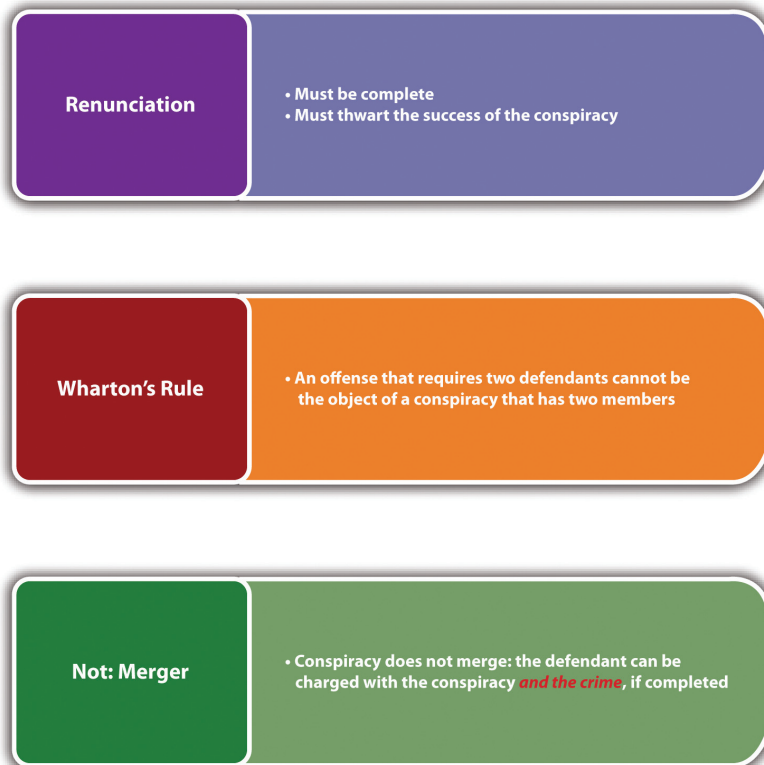 Renunciation
• Must be complete
• Must thwart the success of the conspiracy
Wharton's Rule
• An offense that requires two defendants cannot be
the object of a conspiracy that has two members
Not: Merger
• Conspiracy does not merge: the defendant can be
charged with the conspiracy and the crime, if completed